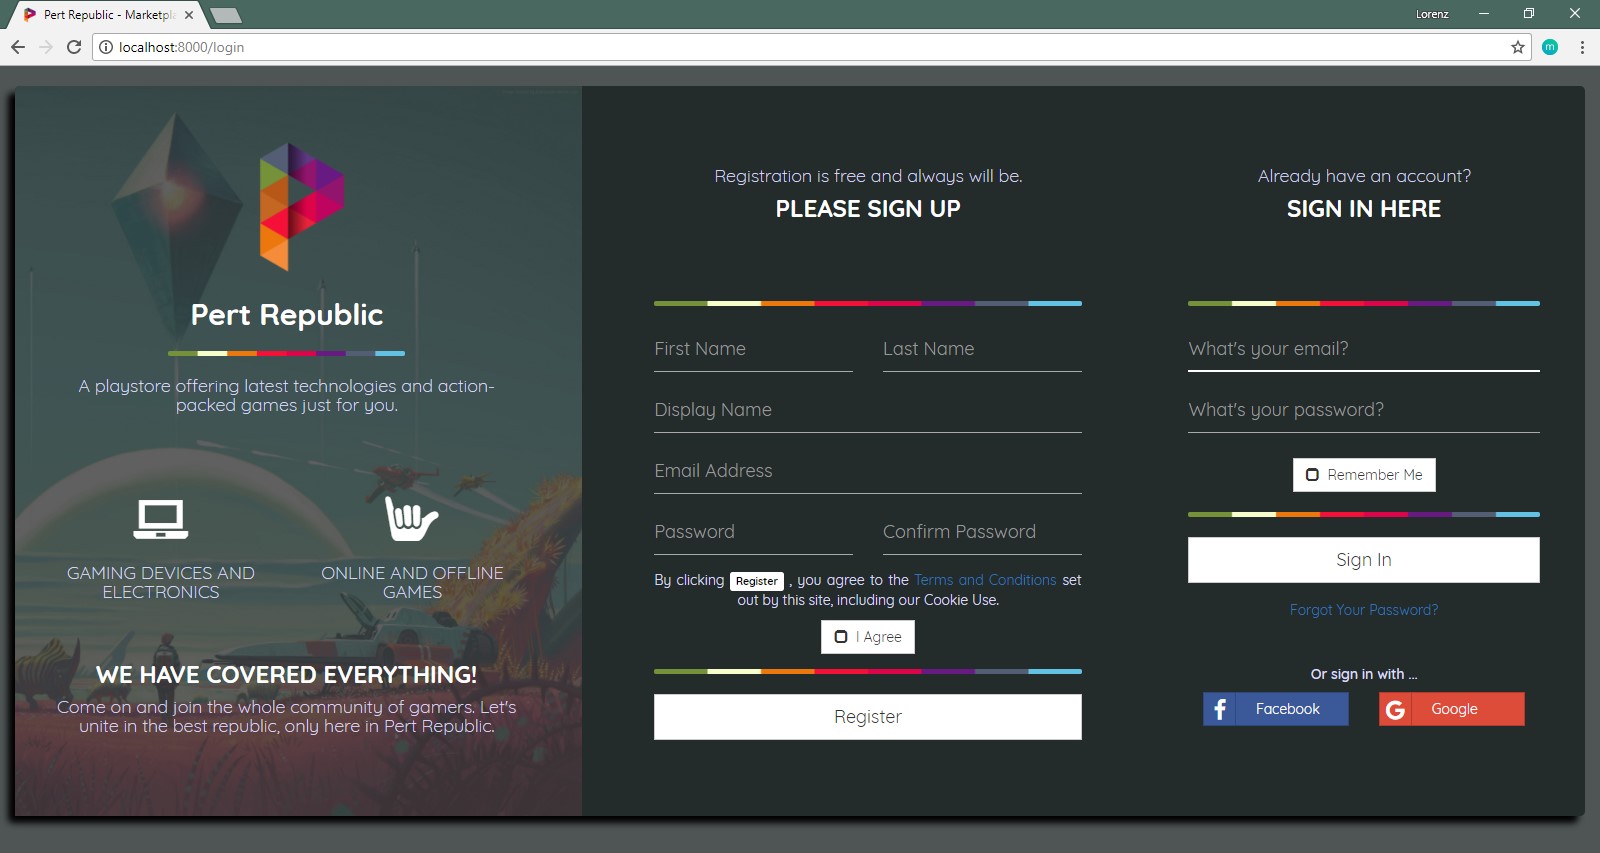 Pert Republic - Marketpl
Lorenz
localhost:8000/login
Pert Republic
A playstore offering latest technologies and action-
packed games just for you.
GAMING DEVICES AND
ELECTRONICS
ONLINE AND OFFLINE
GAMES
WE HAVE COVERED EVERYTHING!
Come on and join the whole community of gamers. Let's
unite in the best republic, only here in Pert Republic.
Registration is free and always will be.
PLEASE SIGN UP
First Name
Last Name
Display Name
Email Address
Password
Confirm Password
By clicking Register , you agree to the Terms and Conditions set
out by this site, including our Cookie Use.
I Agree
Register
Already have an account?
SIGN IN HERE
What's your email?
What's your password?
Remember Me
Sign In
Forgot Your Password?
Or sign in with ...
f Facebook
G Google